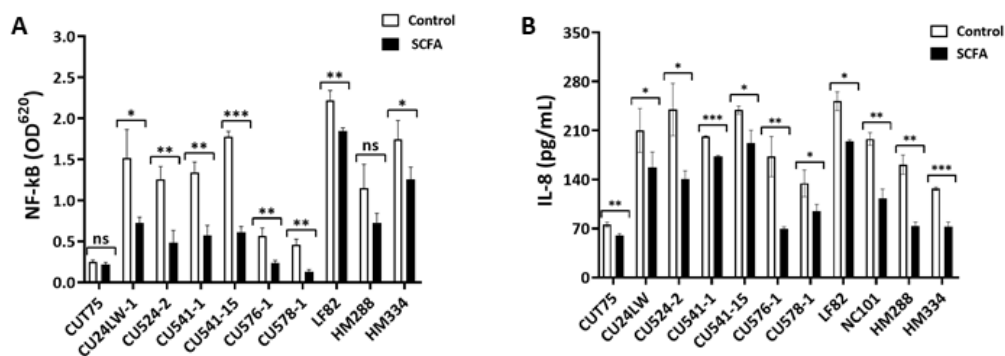 A
Control
SCFA
NF-kB (OD620)
3.0
2.5
2.0
1.5
1.0
0.5
0.0
ns
*
**
**
***
**
**
**
ns
*
CUT75
CU24LW-1
CU524-2
CU541-1
CU541-15
CU576-1
CU578-1
LF82
HM288
HM334
B
Control
SCFA
IL-8 (pg/mL)
350
280
210
140
70
0
**
*
*
***
*
**
*
*
**
**
***
CUT75
CU24LW
CU524-2
CU541-1
CU541-15
CU576-1
CU578-1
LF82
NC101
HM288
HM334